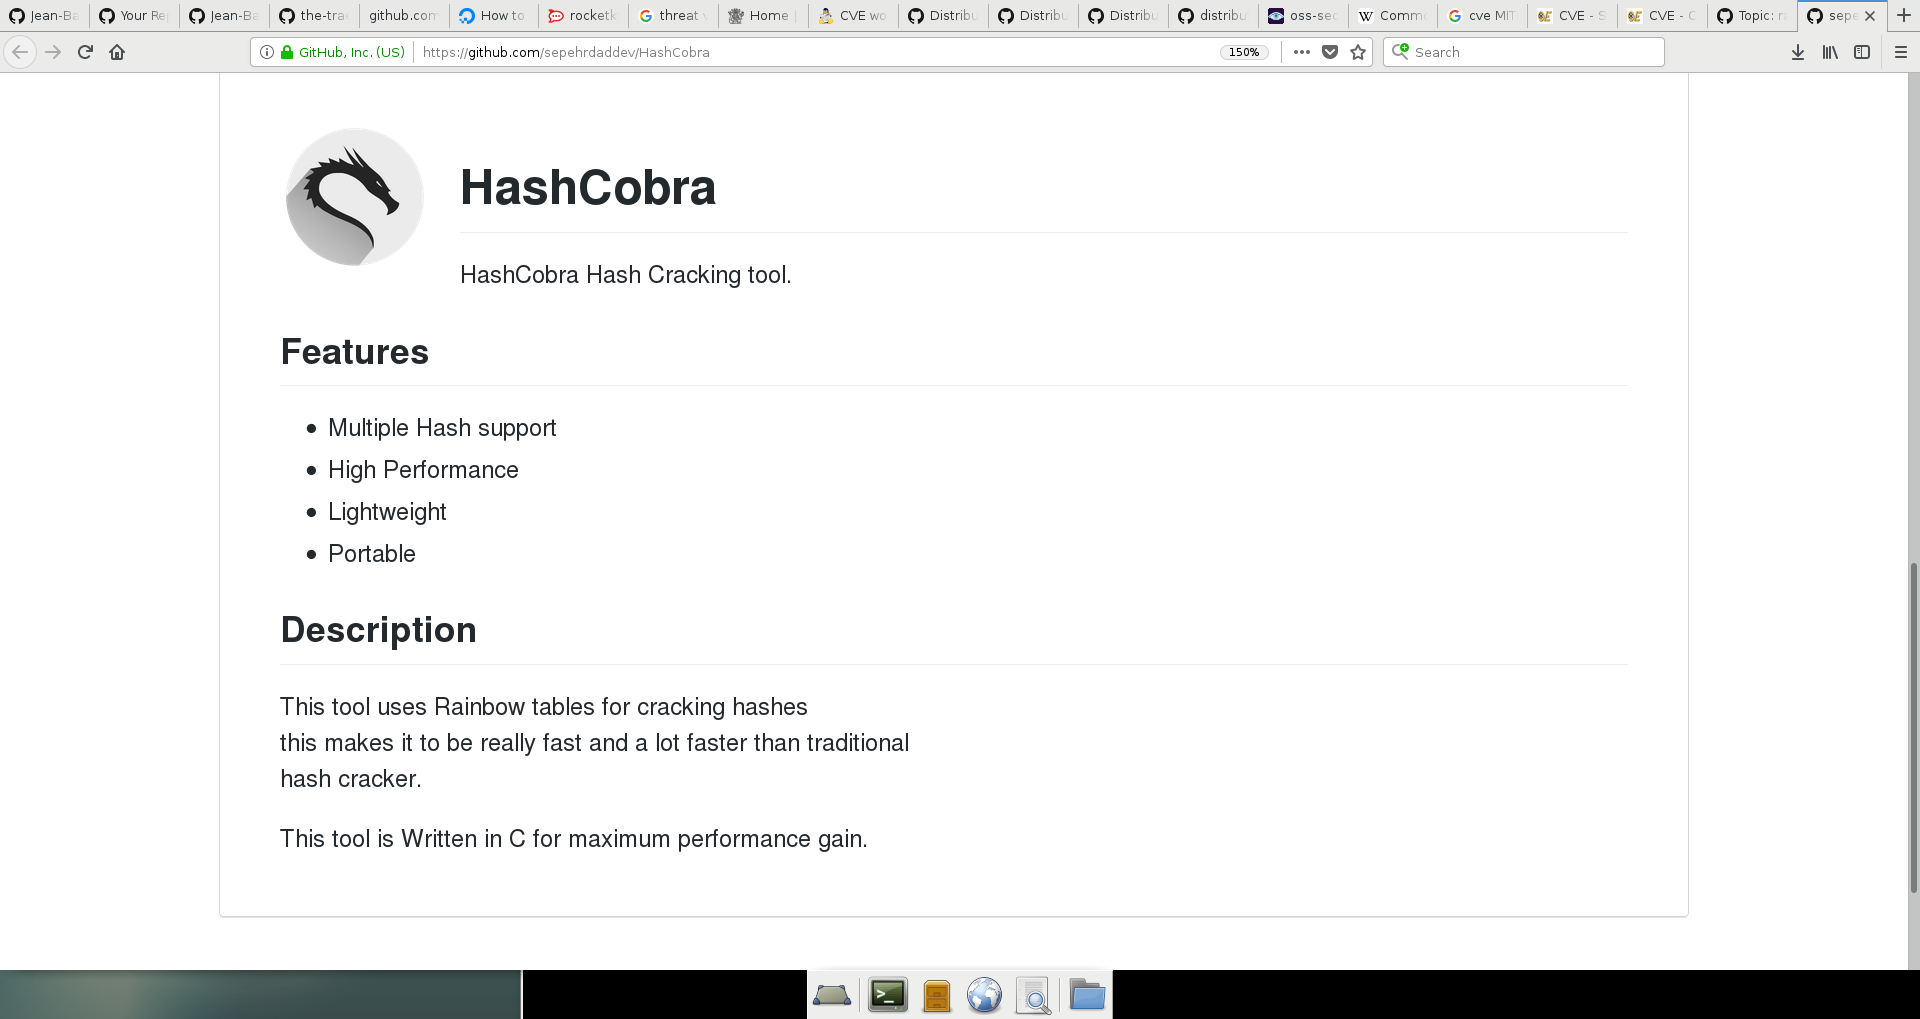 Jean-Ba
Your Re
Jean-Ba
the-tra
github.com
How to
rocketk
threat v
Home
CVE wo
Distribu
Distribu
Distribu
distribu
oss-sec
Comm
cve MIT
CVE - S
CVE - C
Topic: r
sepe
GitHub, Inc. (US)
https://github.com/sepehrdaddev/HashCobra
150%
Search
HashCobra
HashCobra Hash Cracking tool.
Features
• Multiple Hash support
• High Performance
• Lightweight
• Portable
Description
This tool uses Rainbow tables for cracking hashes
this makes it to be really fast and a lot faster than traditional
hash cracker.
This tool is Written in C for maximum performance gain.